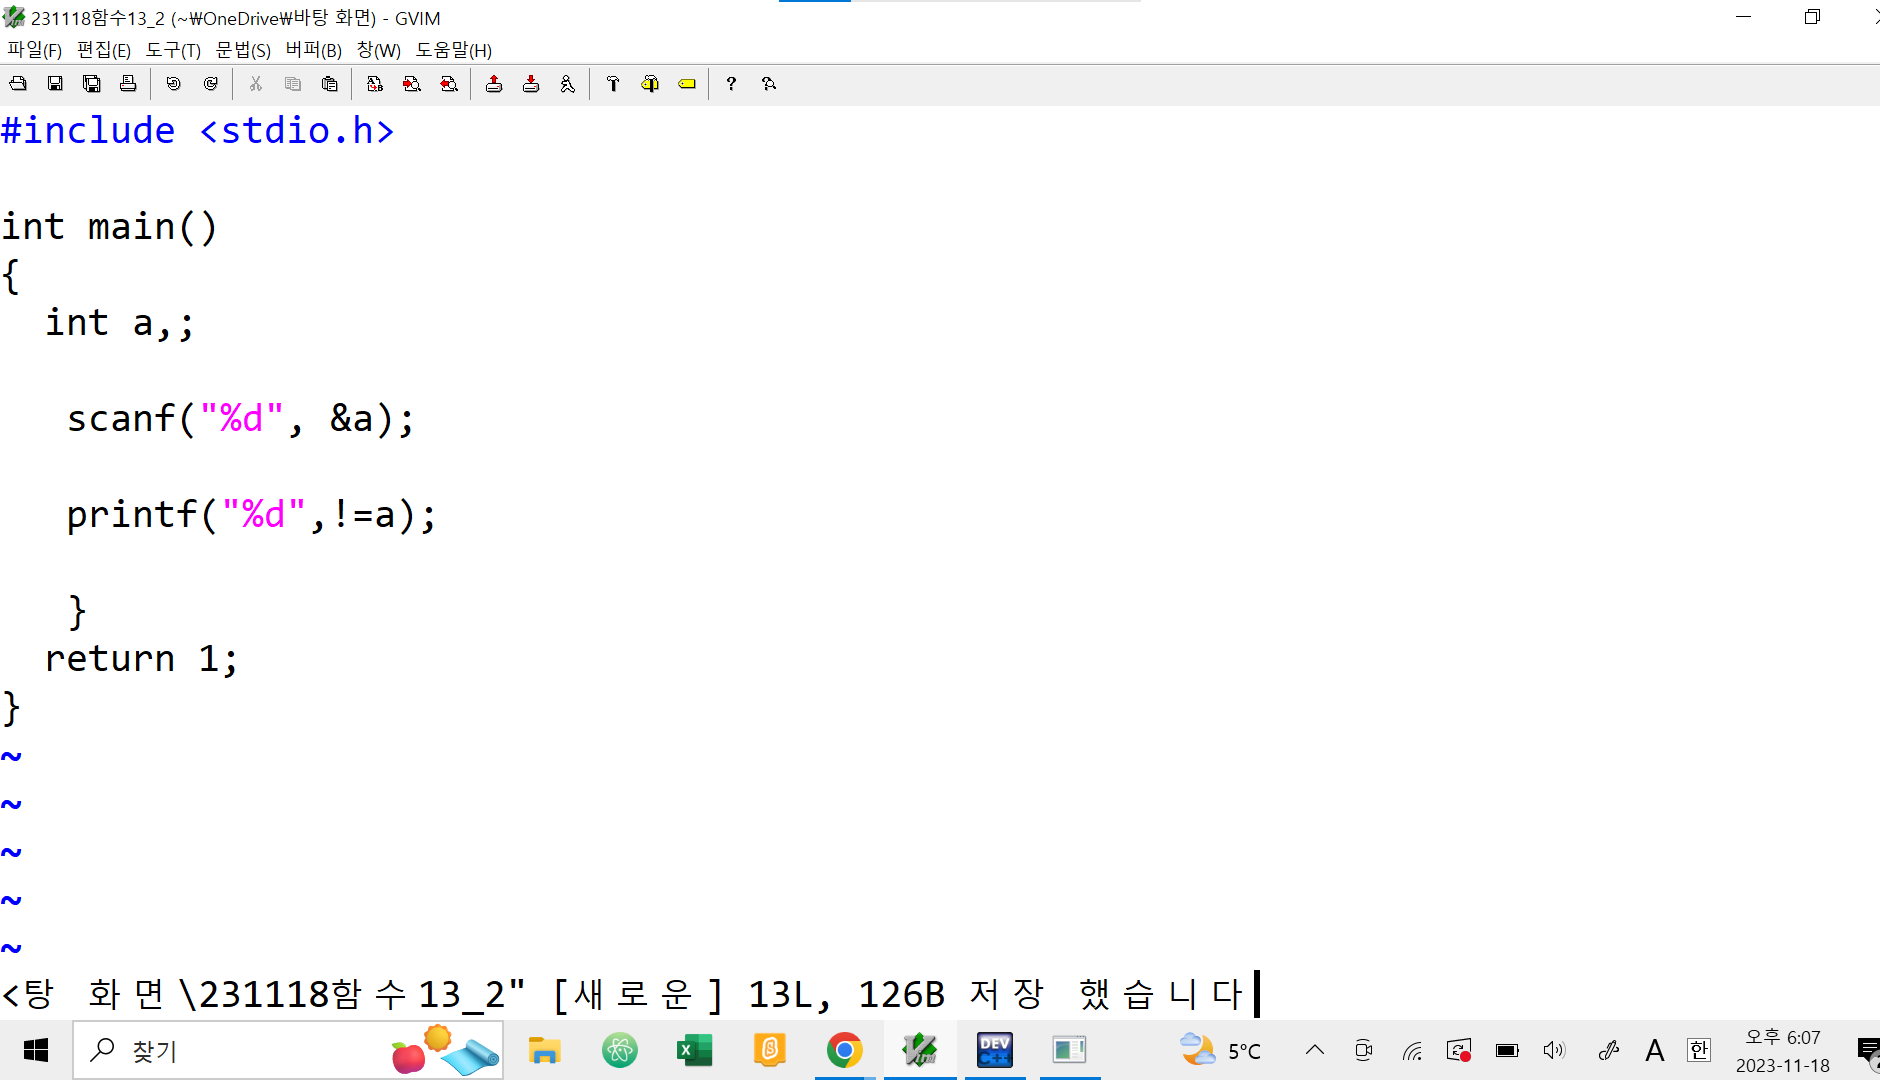 231118함수13_2 (~₩OneDrive₩바탕 화면) - GVIM
파일(F) 편집(E) 도구(T) 문법(S) 버퍼(B) 창(W) 도움말(H)
#include <stdio.h>
int main()
{
  int a,;
   scanf("%d", &a);
   printf("%d",!=a);
   }
  return 1;
}
~
~
~
~
~
<탕 화면\231118함수13_2" [새로운] 13L, 126B 저장 했습니다
찾기
DEV C++
5°C
A
한
오후 6:07
2023-11-18